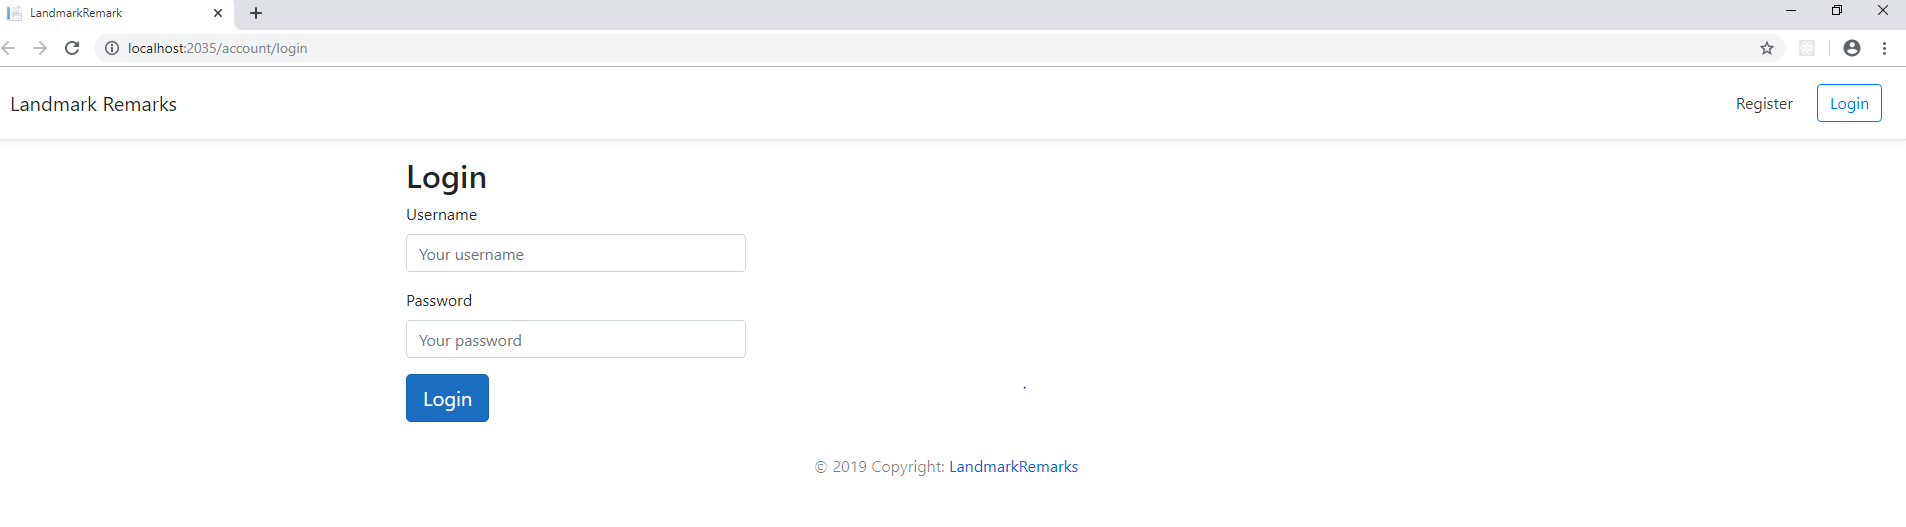 LandmarkRemark
localhost:2035/account/login
Landmark Remarks
Register
Login
Login
Username
Your username
Password
Your password
Login
© 2019 Copyright: LandmarkRemarks